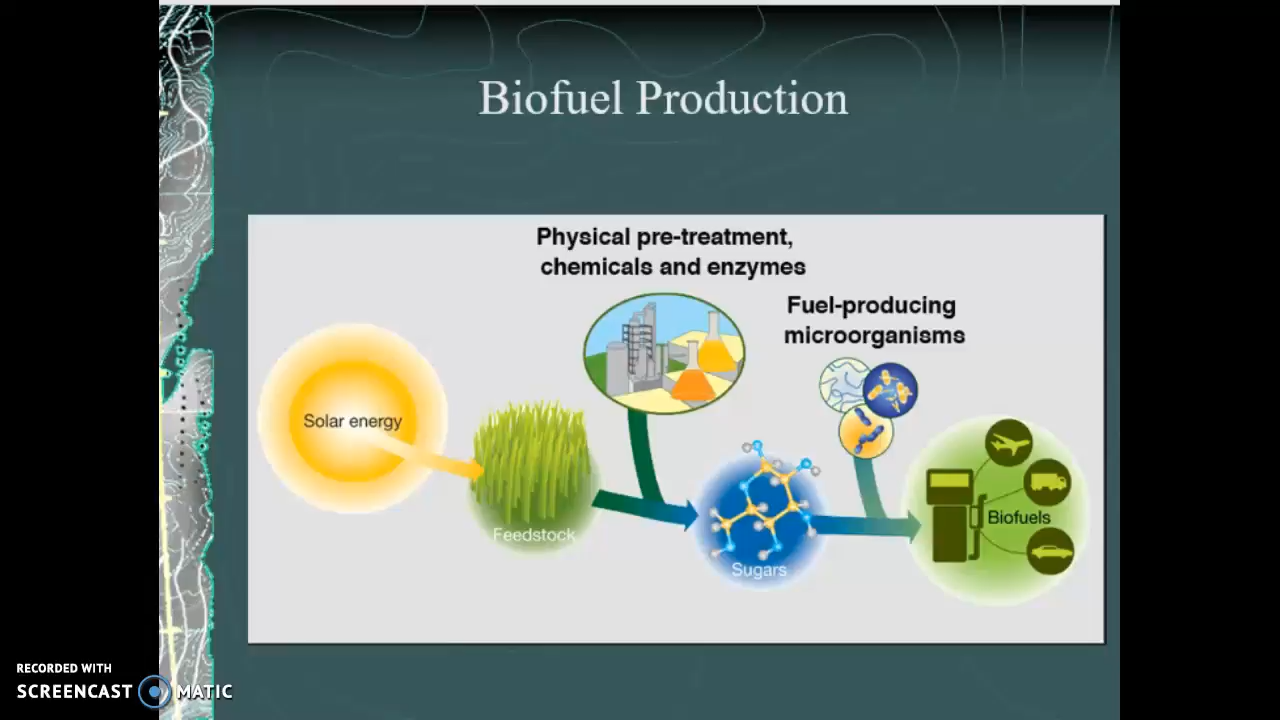 Biofuel Production
Physical pre-treatment,
chemicals and enzymes
Fuel-producing
microorganisms
Solar energy
Feedstock
Sugars
Biofuels
RECORDED WITH
SCREENCAST MATIC